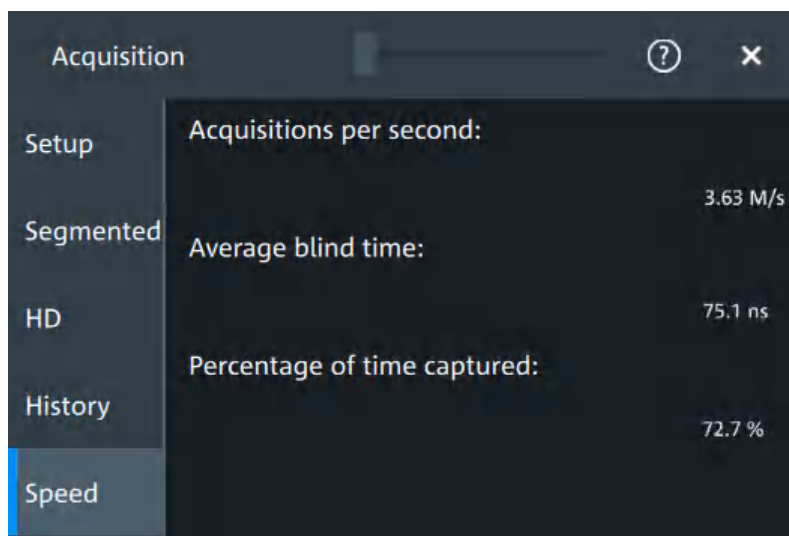 Acquisition
?
Setup
Segmented
HD
History
Speed
Acquisitions per second:
3.63 M/s
Average blind time:
75.1 ns
Percentage of time captured:
72.7 %